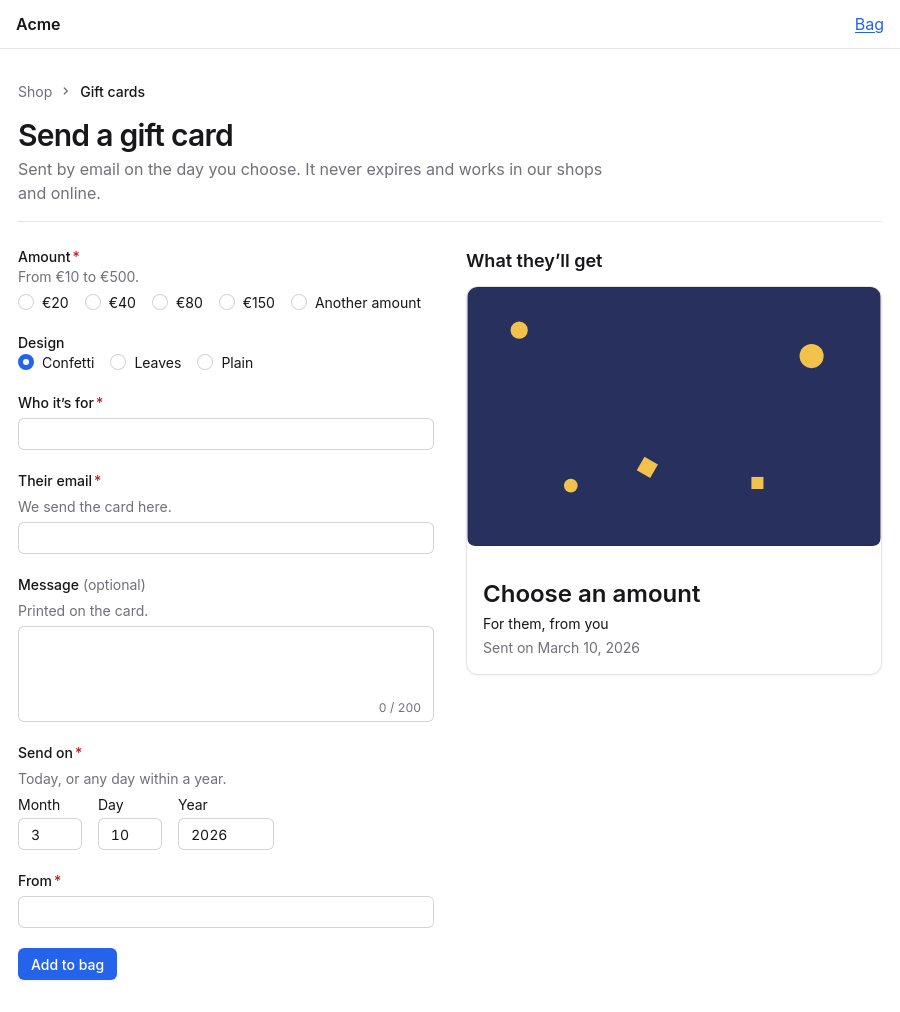 Acme
Bag
Shop
Gift cards
Send a gift card
Sent by email on the day you choose. It never expires and works in our shops
and online.
Amount*
From €10 to €500.
€20
€40
€80
€150
Another amount
Design
Confetti
Leaves
Plain
Who it’s for*
Their email*
We send the card here.
Message (optional)
Printed on the card.
0 / 200
Send on*
Today, or any day within a year.
Month
Day
Year
3
10
2026
From*
Add to bag
What they’ll get
Choose an amount
For them, from you
Sent on March 10, 2026